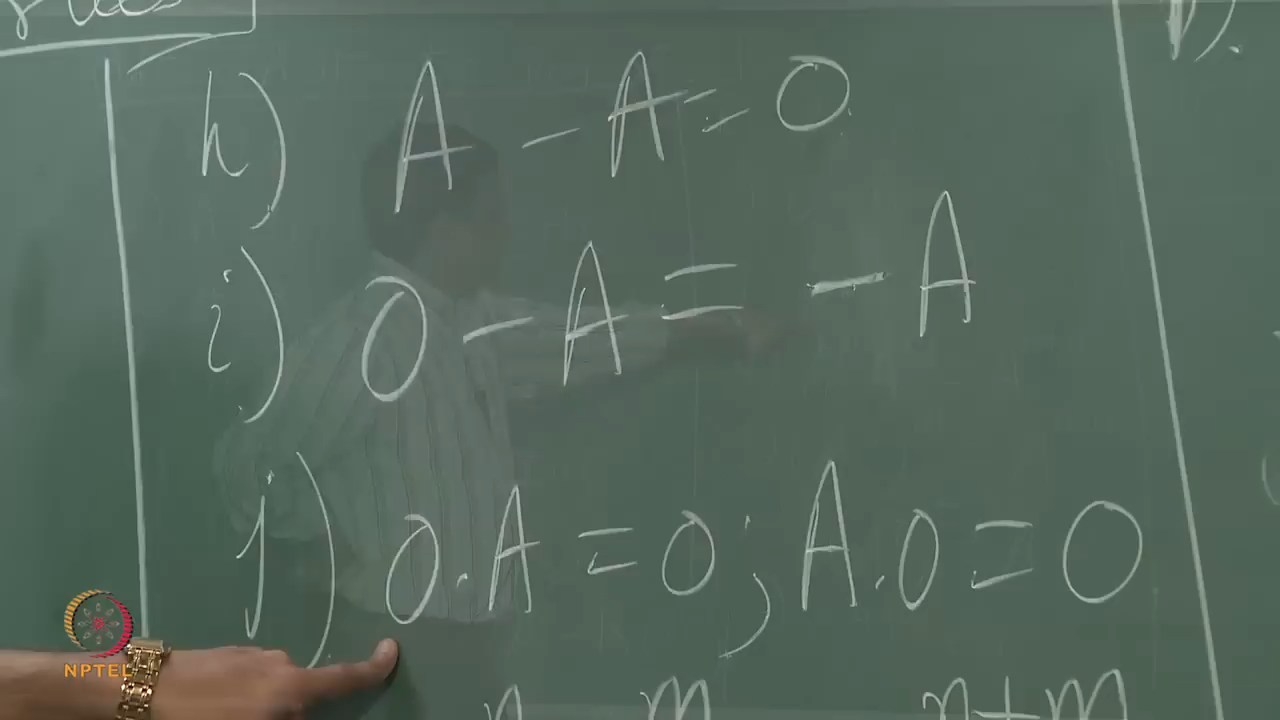 h) A - A = 0
i) 0 - A = - A
j) 0.A = 0 ; A.0 = 0
n m n+m
NPTEL